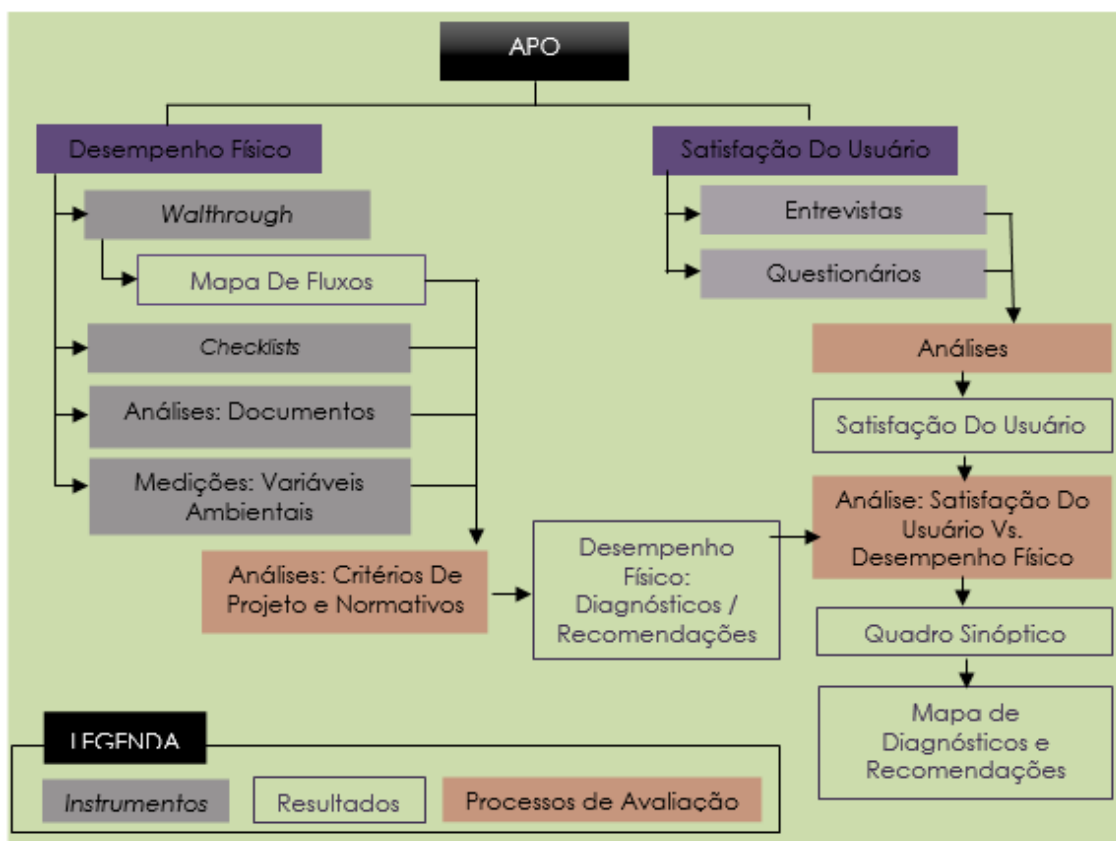 APO
Desempenho Físico
Satisfação Do Usuário
Walthrough
Entrevistas
Mapa De Fluxos
Questionários
Checklists
Análises
Análises: Documentos
Satisfação Do Usuário
Medições: Variáveis
Ambientais
Análise: Satisfação Do
Usuário Vs.
Desempenho Físico
Análises: Critérios De
Projeto e Normativos
Desempenho
Físico:
Diagnósticos /
Recomendações
Quadro Sinóptico
Mapa de
Diagnósticos e
Recomendações
LEGENDA
Instrumentos
Resultados
Processos de Avaliação